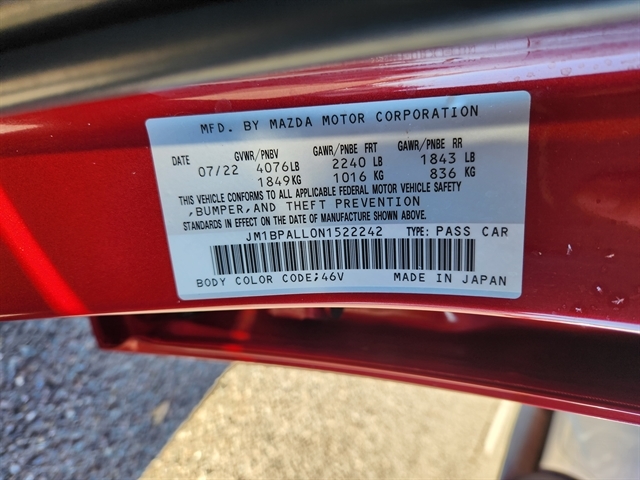 MFD. BY MAZDA MOTOR CORPORATION
DATE GVWR/PNBV GAWR/PNBE FRT GAWR/PNBE RR
07/22 4076LB 2240 LB 1843 LB
1849KG 1016 KG 836 KG
THIS VEHICLE CONFORMS TO ALL APPLICABLE FEDERAL MOTOR VEHICLE SAFETY
,BUMPER,AND THEFT PREVENTION
STANDARDS IN EFFECT ON THE DATE OF MANUFACTURE SHOWN ABOVE.
JM1BPALL0N1522242 TYPE: PASS CAR
BODY COLOR CODE;46V MADE IN JAPAN